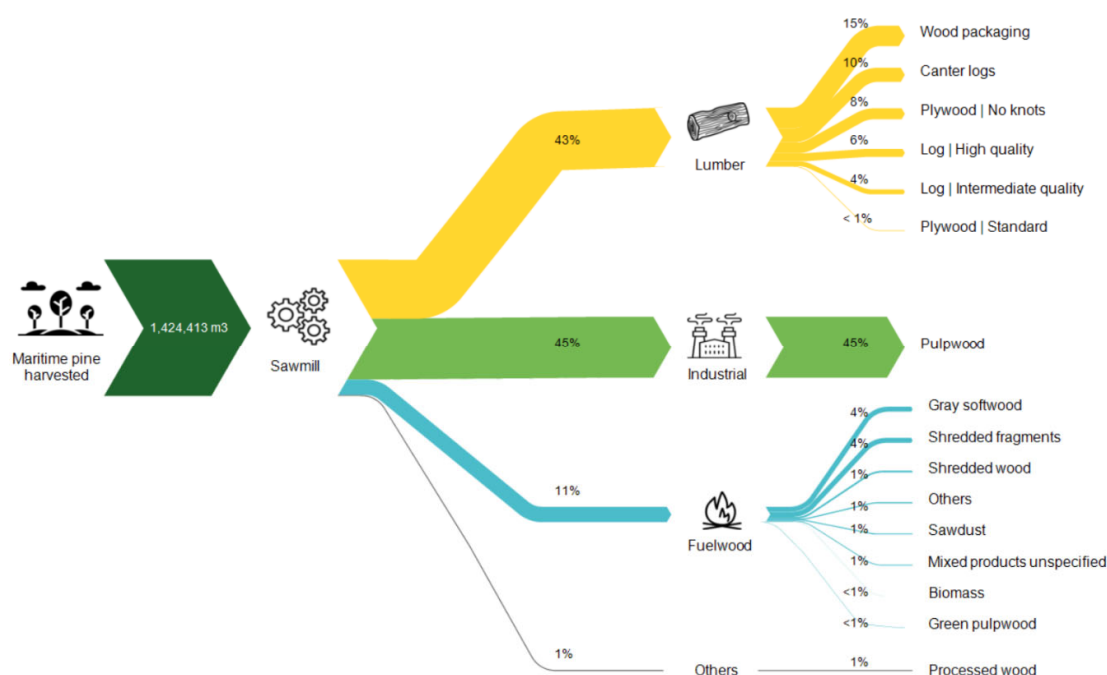 15%
Wood packaging
10%
Canter logs
8%
Plywood | No knots
43%
6%
Log | High quality
Lumber
4%
Log | Intermediate quality
< 1%
Plywood | Standard
1,424,413 m3
Maritime pine
harvested
Sawmill
45%
Industrial
45%
Pulpwood
4%
Gray softwood
4%
Shredded fragments
1%
Shredded wood
11%
1%
Others
Fuelwood
1%
Sawdust
1%
Mixed products unspecified
<1%
Biomass
<1%
Green pulpwood
1%
Others
1%
Processed wood